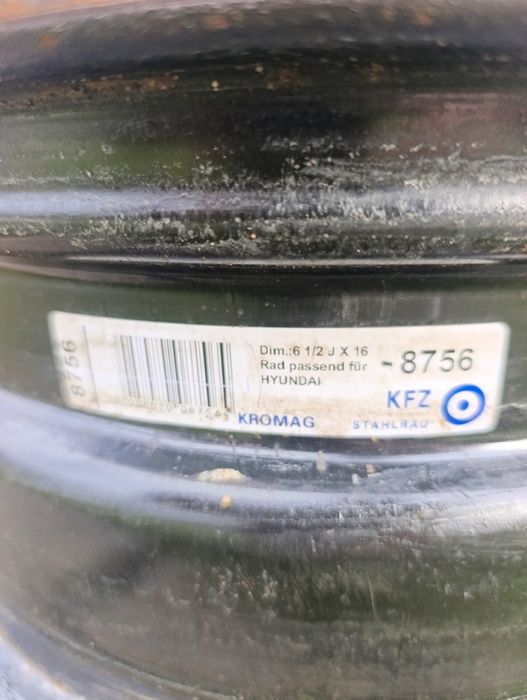 8756
Dim.:6 1/2 J X 16
Rad passend für
HYUNDAI
-8756
KROMAG
KFZ
STAHLRAD